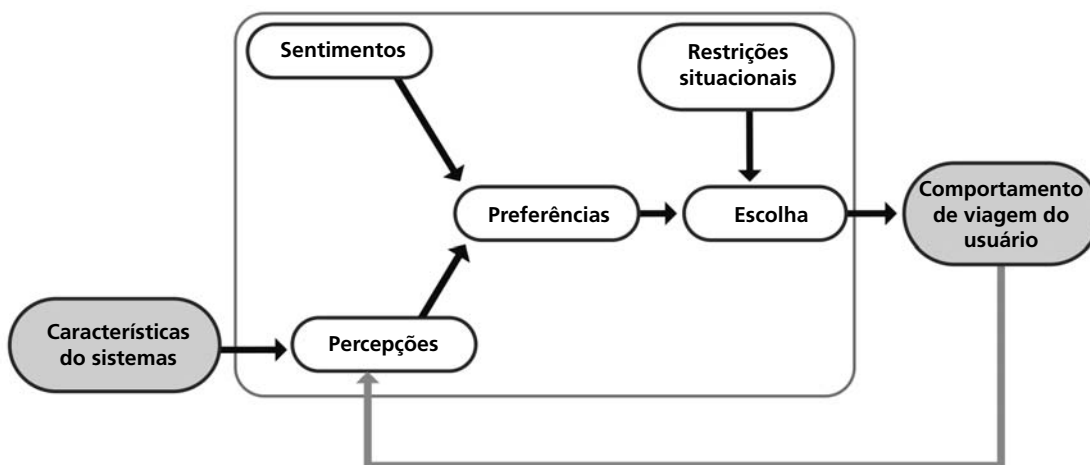 Sentimentos
Restrições
situacionais
Preferências
Escolha
Comportamento
de viagem do
usuário
Características
do sistemas
Percepções